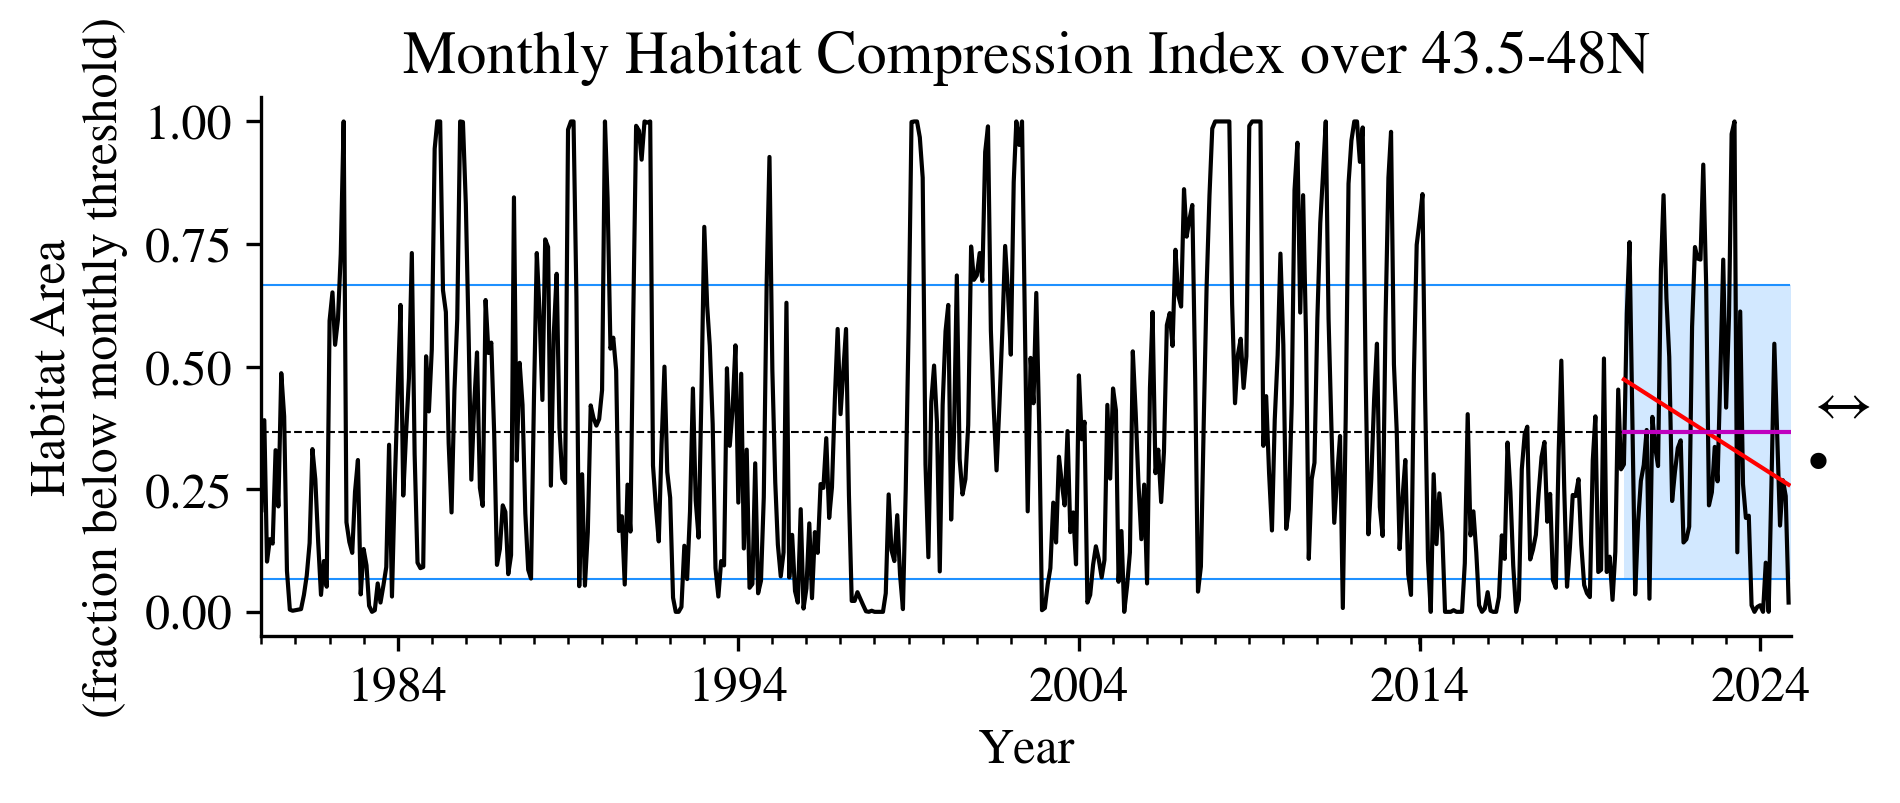 Monthly Habitat Compression Index over 43.5-48N
Habitat Area
(fraction below monthly threshold)
1.00
0.75
0.50
0.25
0.00
1984
1994
2004
2014
2024
Year